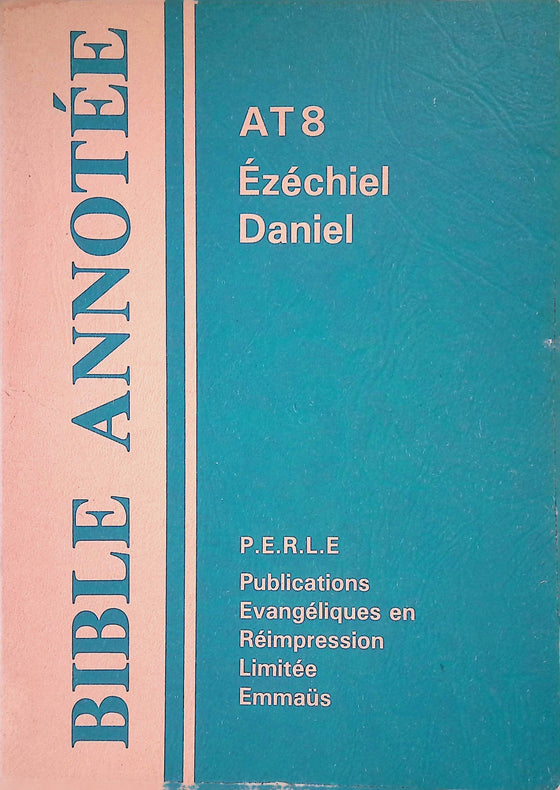 BIBLE ANNOTÉE
AT 8
Ézéchiel
Daniel
P.E.R.L.E
Publications
Evangéliques en
Réimpression
Limitée
Emmaüs